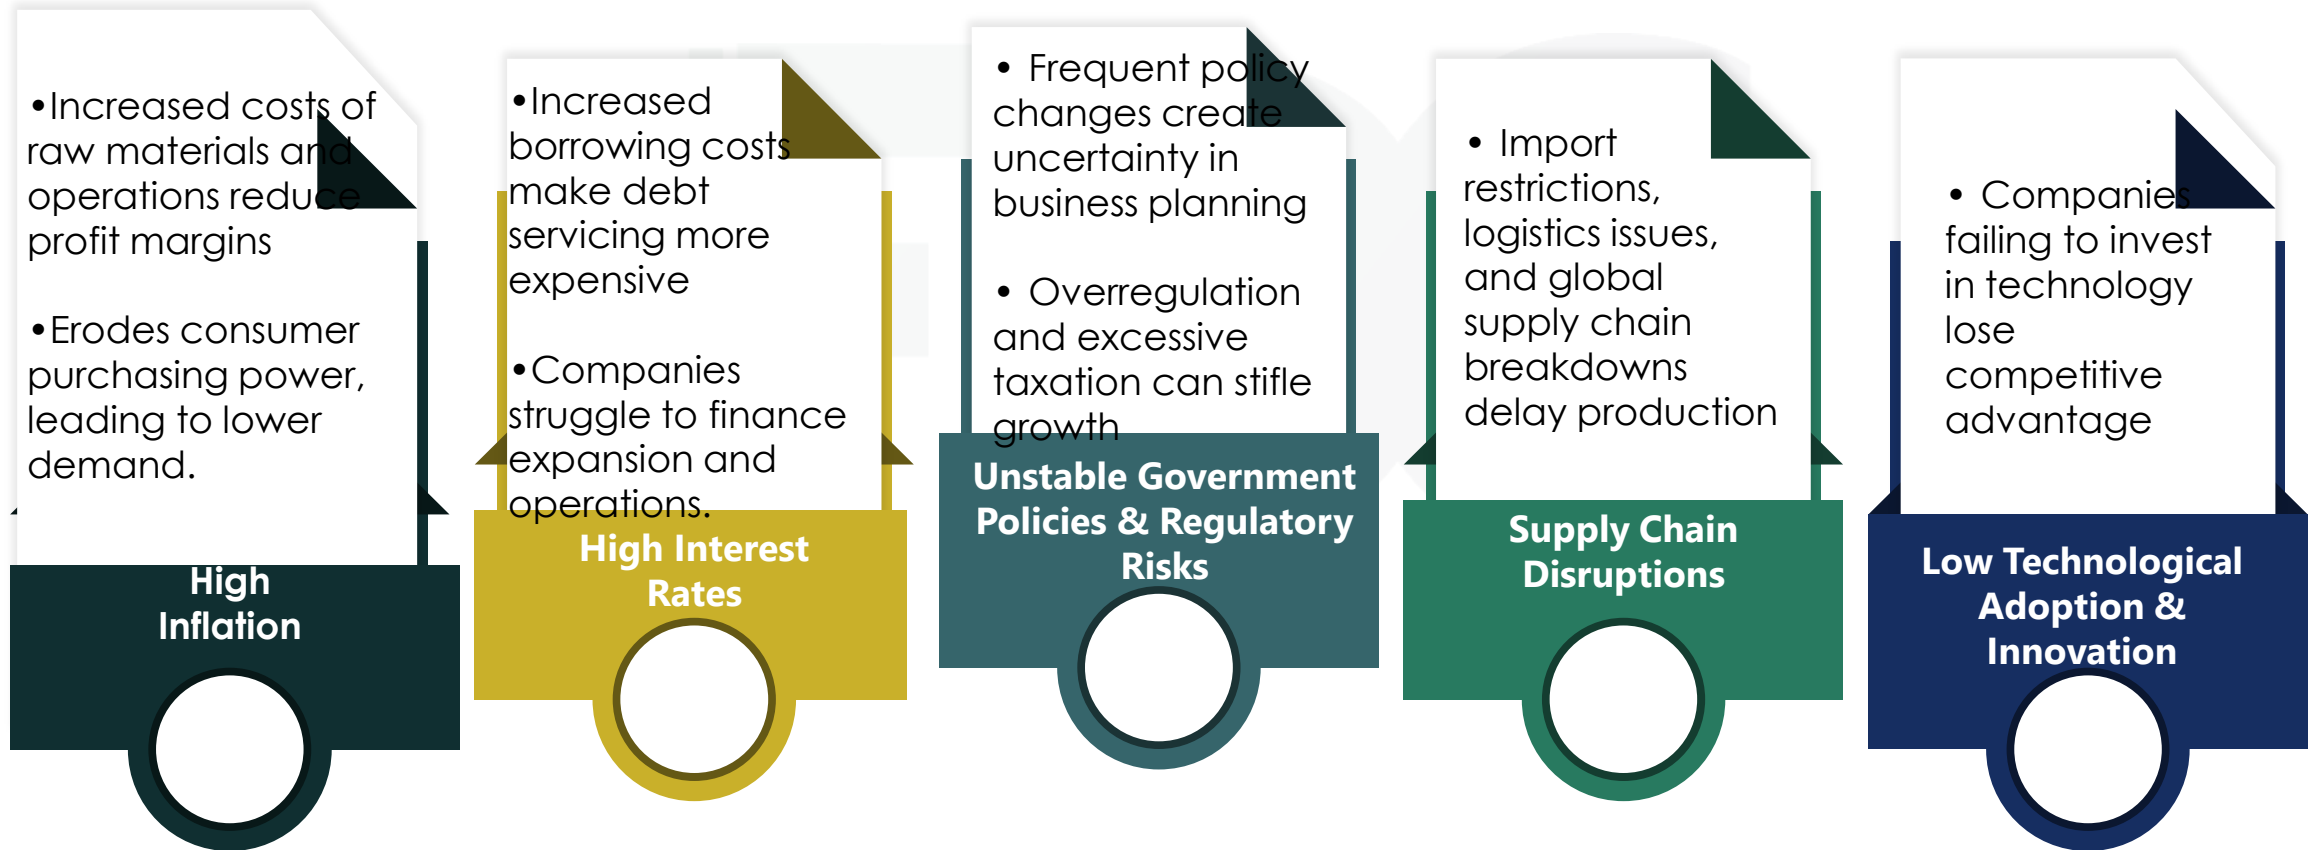 •Increased costs of
raw materials and
operations reduce
profit margins
•Erodes consumer
purchasing power,
leading to lower
demand.
High
Inflation
•Increased
borrowing costs
make debt
servicing more
expensive
•Companies
struggle to finance
expansion and
operations.
High Interest
Rates
• Frequent policy
changes create
uncertainty in
business planning
• Overregulation
and excessive
taxation can stifle
growth
Unstable Government
Policies & Regulatory
Risks
• Import
restrictions,
logistics issues,
and global
supply chain
breakdowns
delay production
Supply Chain
Disruptions
• Companies
failing to invest
in technology
lose
competitive
advantage
Low Technological
Adoption &
Innovation